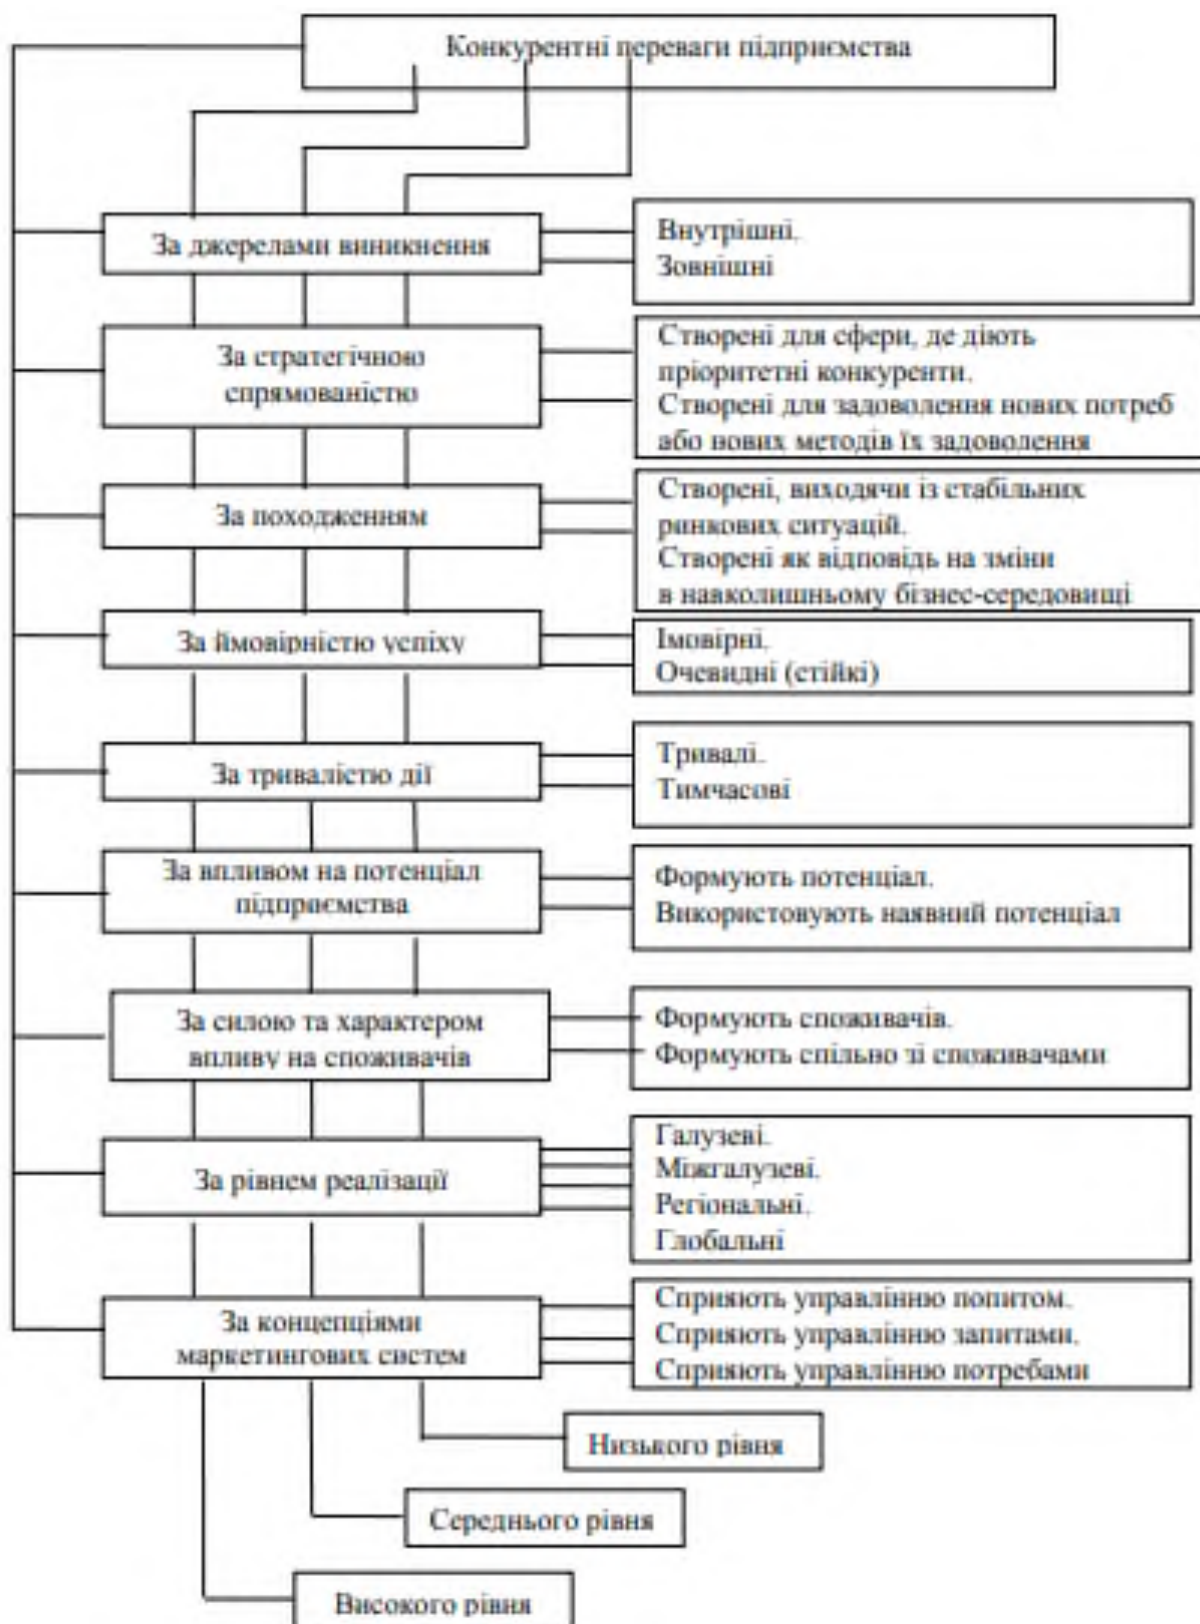 Конкурентні переваги підприємства
За джерелами виникнення
Внутрішні.
Зовнішні
За стратегічною
спрямованістю
Створені для сфери, де діють
пріоритетні конкуренти.
Створені для задоволення нових потреб
або нових методів їх задоволення
За походженням
Створені, виходячи із стабільних
ринкових ситуацій.
Створені як відповідь на зміни
в навколишньому бізнес-середовищі
За ймовірністю успіху
Імовірні.
Очевидні (стійкі)
За тривалістю дії
Тривалі.
Тимчасові
За впливом на потенціал
підприємства
Формують потенціал.
Використовують наявний потенціал
За силою та характером
впливу на споживачів
Формують споживачів.
Формують спільно зі споживачами
За рівнем реалізації
Галузеві.
Міжгалузеві.
Регіональні.
Глобальні
За концепціями
маркетингових систем
Сприяють управлінню попитом.
Сприяють управлінню запитами.
Сприяють управлінню потребами
Низького рівня
Середнього рівня
Високого рівня